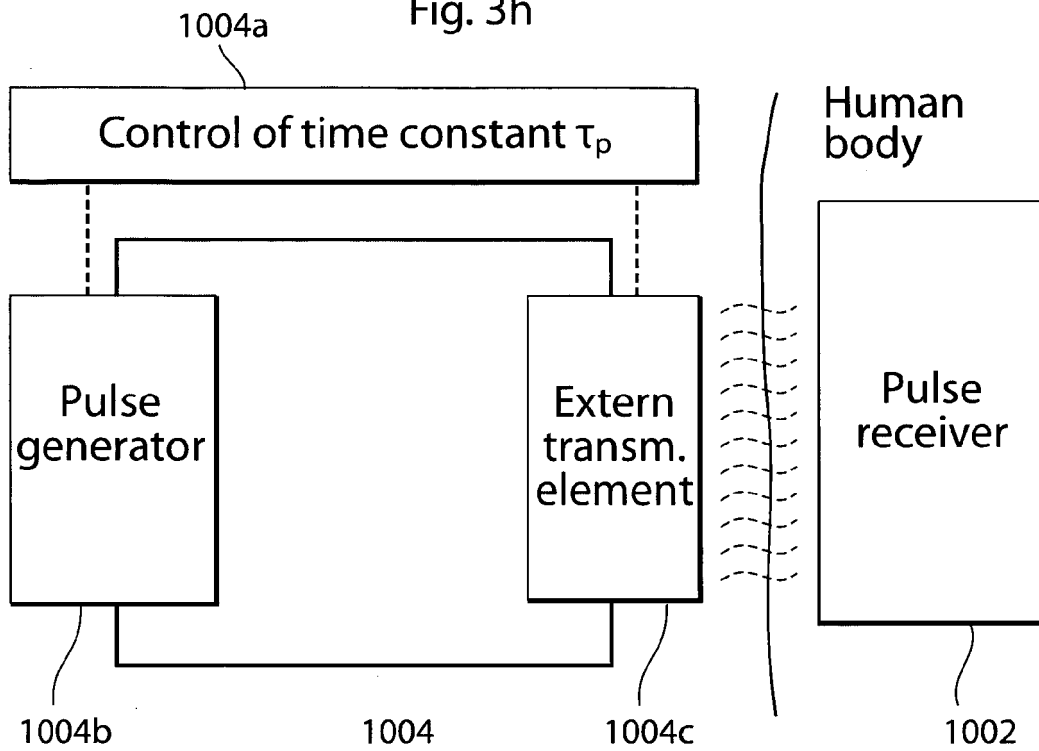 Fig. 3h
1004a
Control of time constant τp
Human
body
Pulse
generator
Extern
transm.
element
Pulse
receiver
1004b
1004
1004c
1002